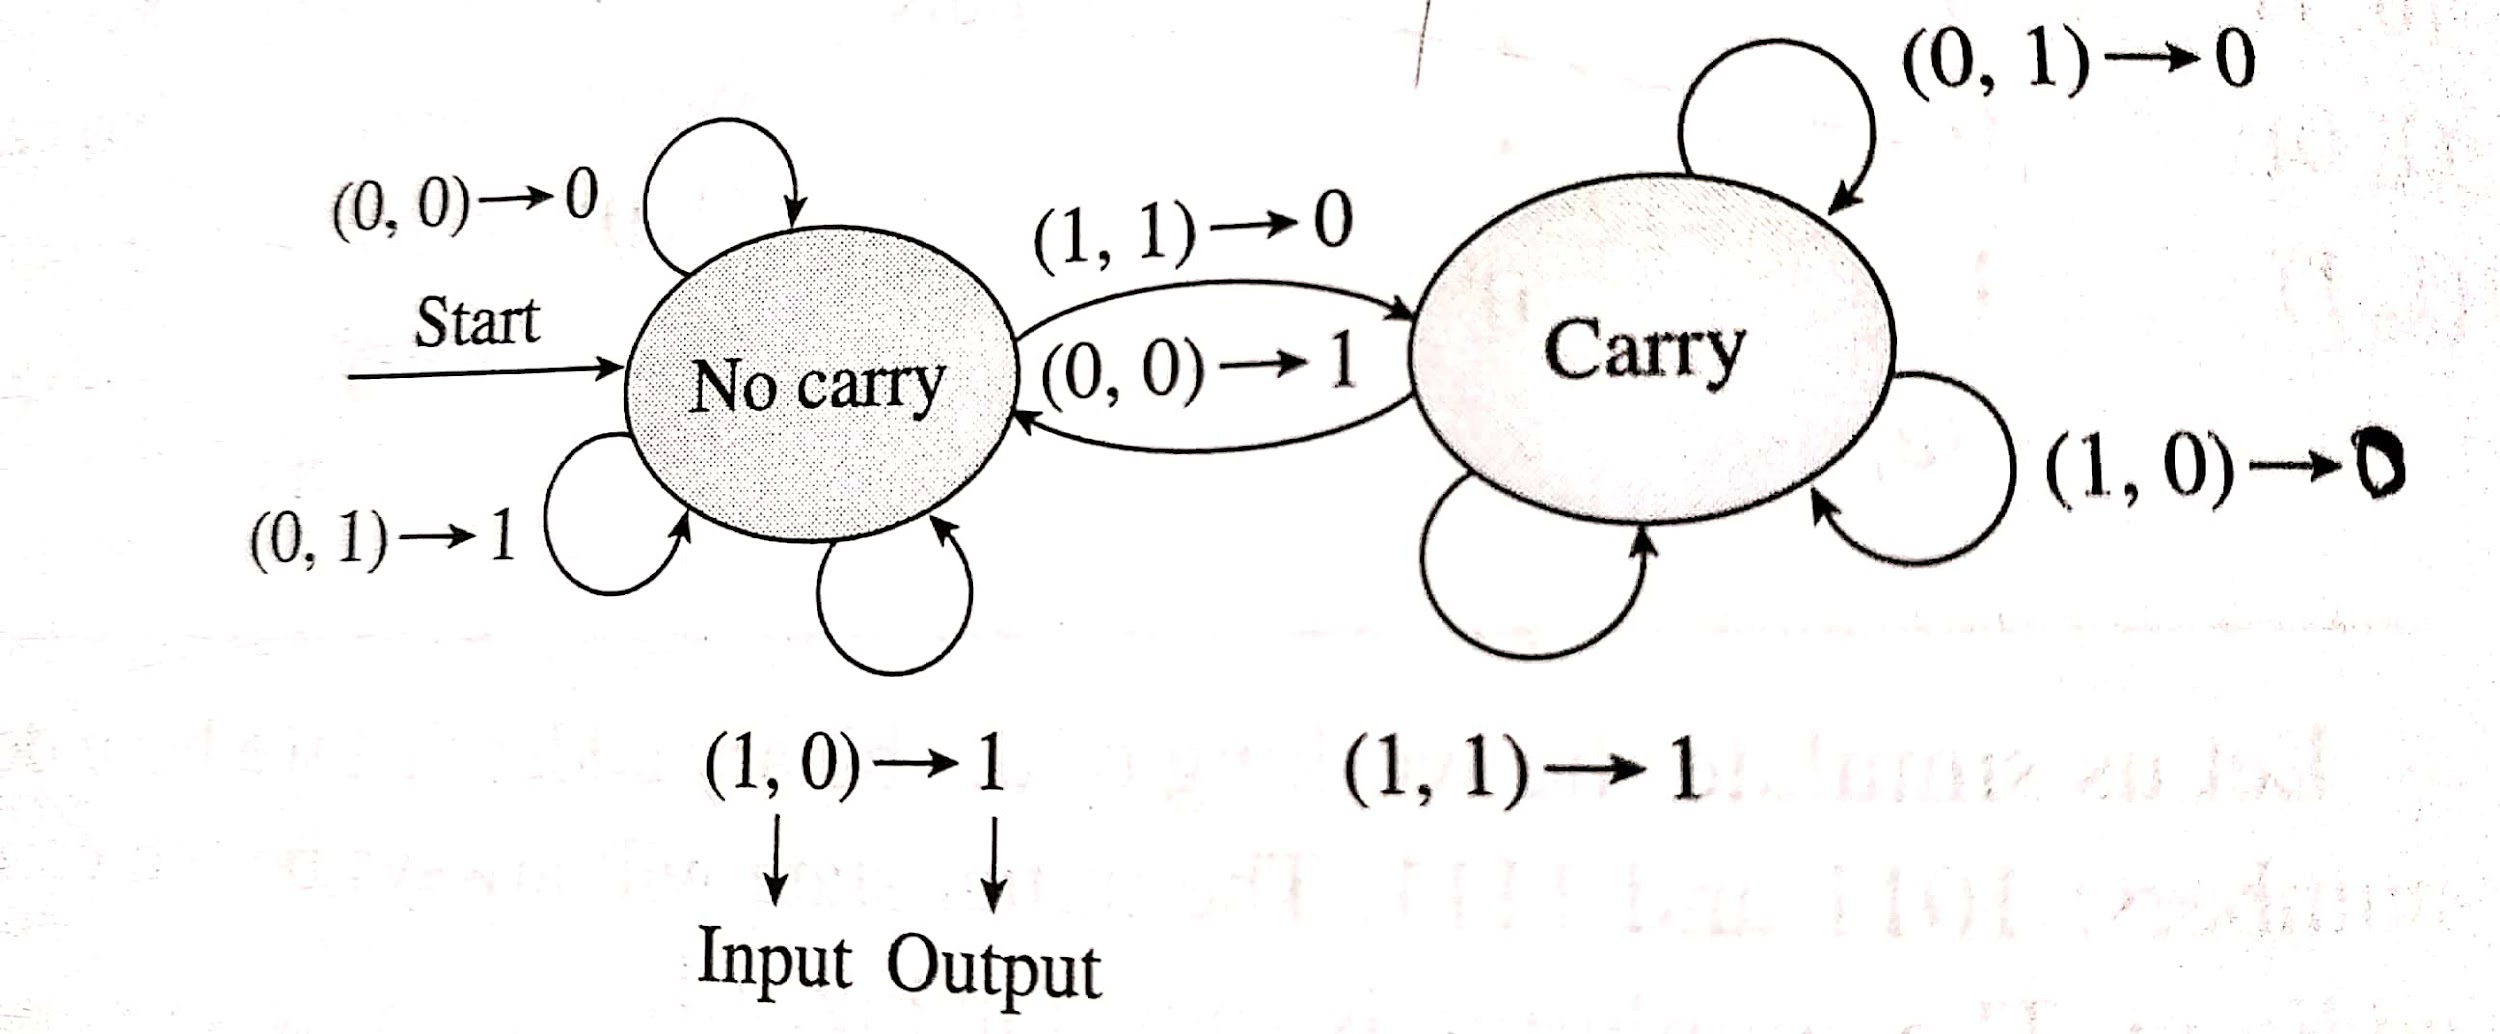 (0, 1)→0
(0, 0)→0
(1, 1)→0
Start
No carry
(0, 0)→1
Carry
(1, 0)→0
(0, 1)→1
(1, 0)→1
(1, 1)→1
Input Output